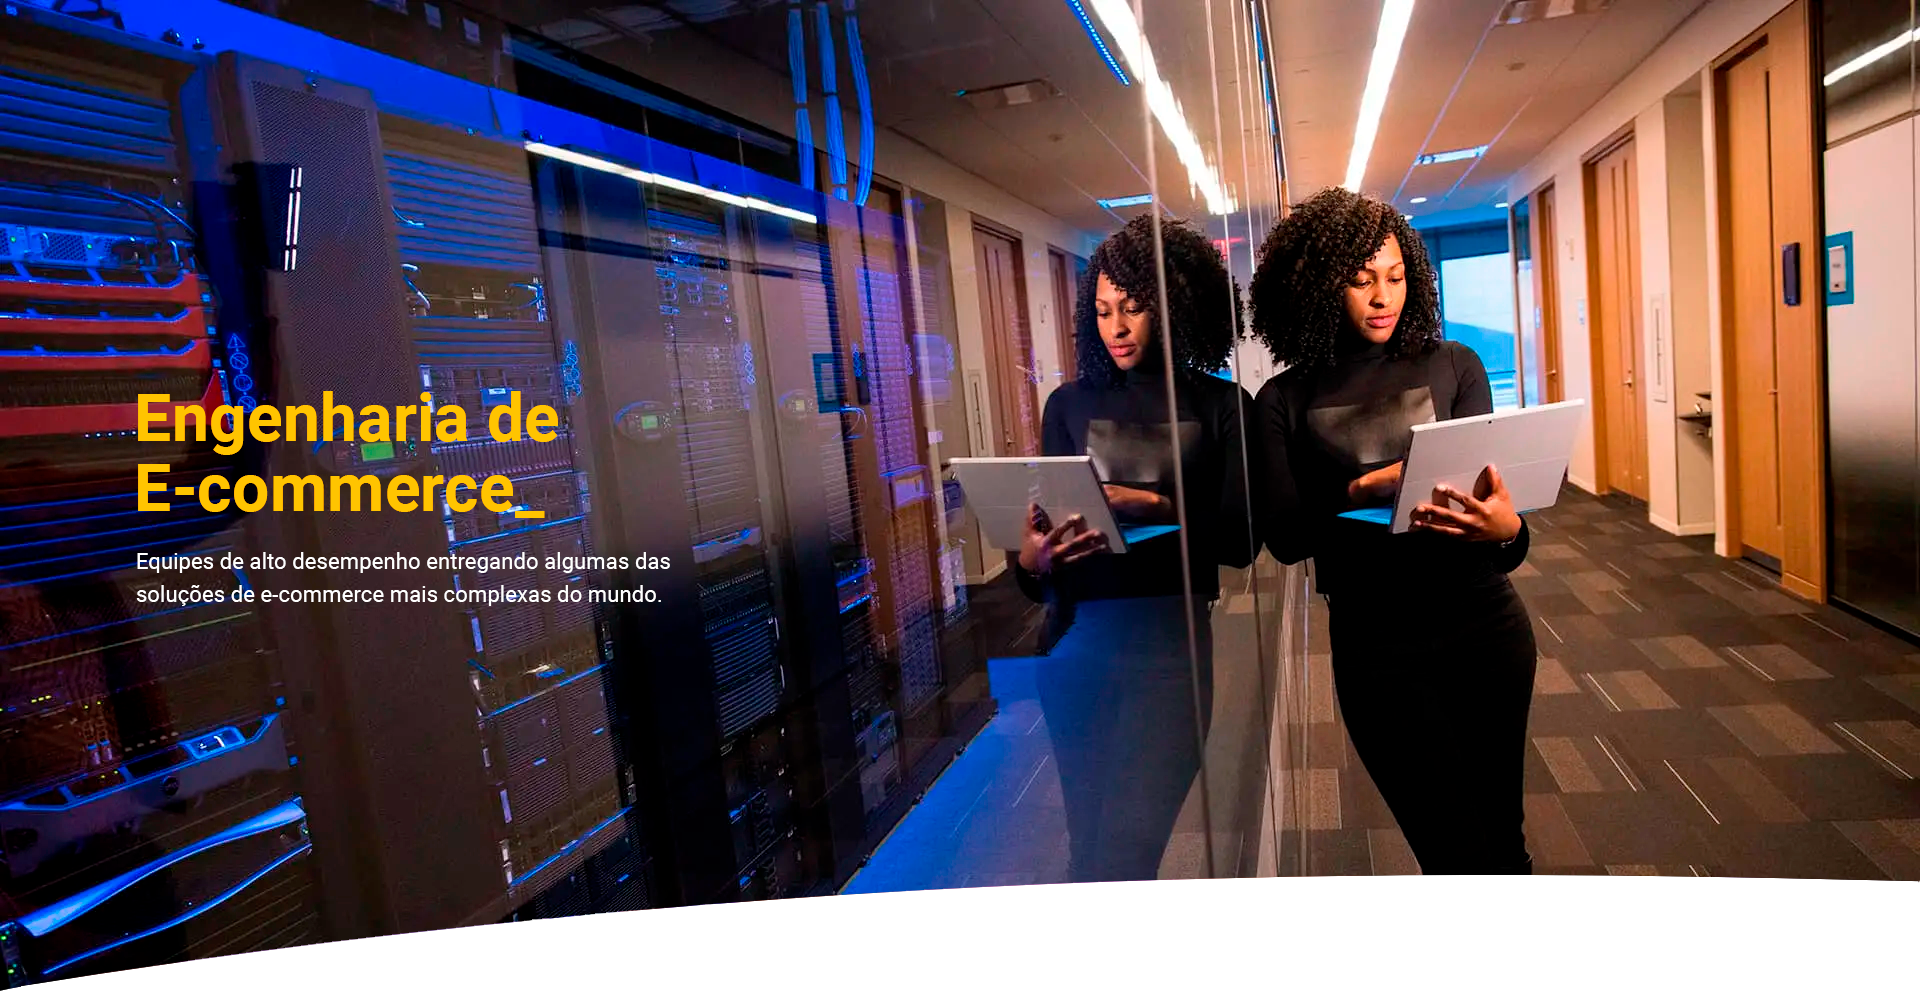 Engenharia de
E-commerce_
Equipes de alto desempenho entregando algumas das
soluções de e-commerce mais complexas do mundo.